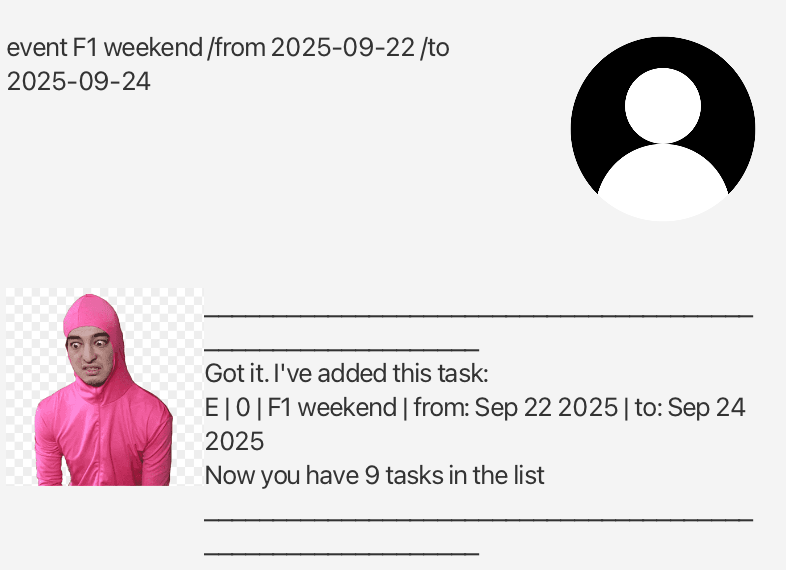 event F1 weekend /from 2025-09-22 /to
2025-09-24
____________________________________________________________
Got it. I've added this task:
E | 0 | F1 weekend | from: Sep 22 2025 | to: Sep 24
2025
Now you have 9 tasks in the list
____________________________________________________________